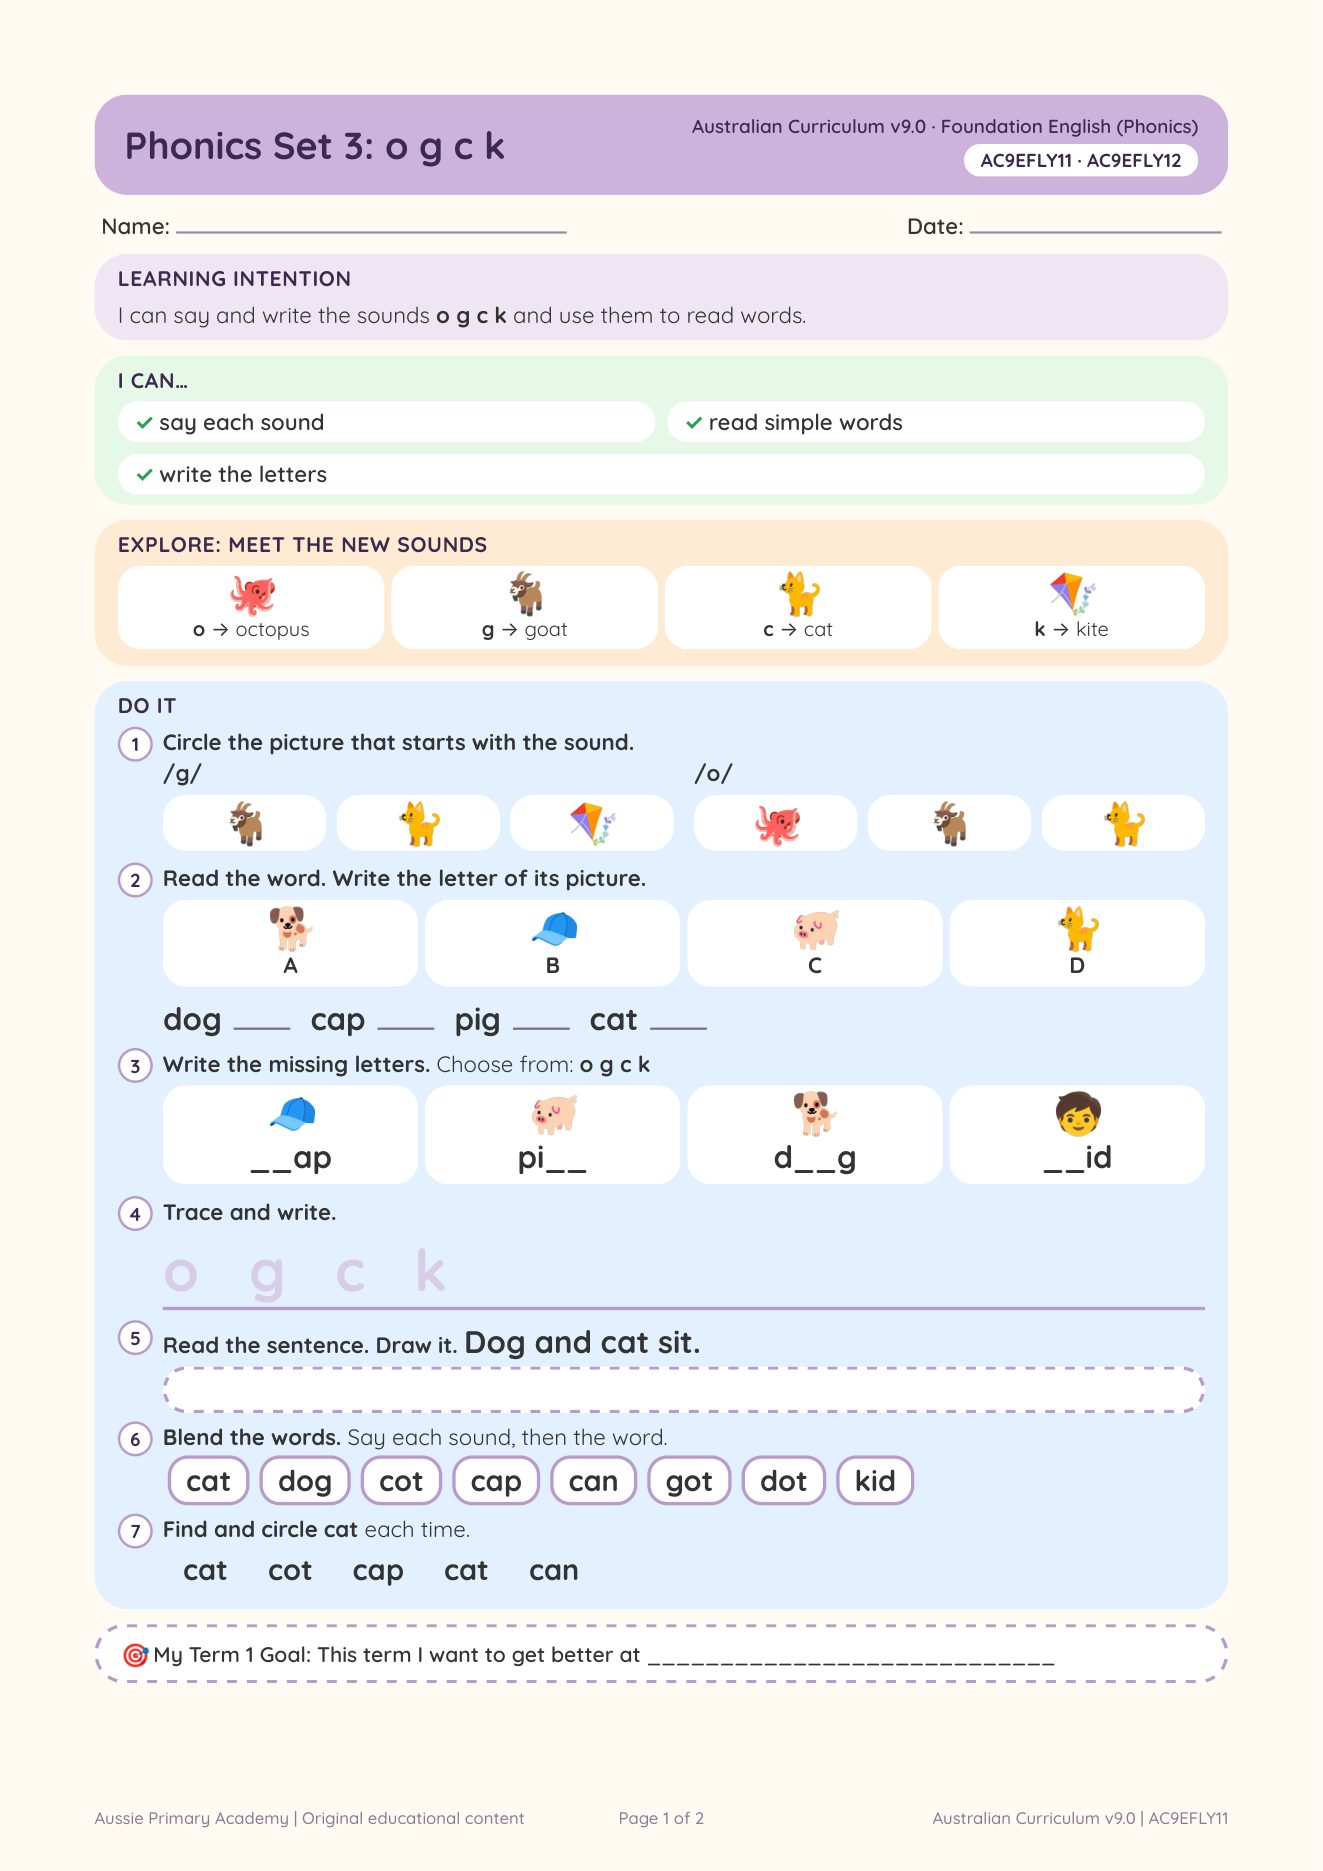 Phonics Set 3: o g c k
Australian Curriculum v9.0 · Foundation English (Phonics)
AC9EFLY11 · AC9EFLY12
Name: ____ Date: ____
LEARNING INTENTION
I can say and write the sounds o g c k and use them to read words.
I CAN…
✓ say each sound
✓ read simple words
✓ write the letters
EXPLORE: MEET THE NEW SOUNDS
o → octopus
g → goat
c → cat
k → kite
DO IT
1 Circle the picture that starts with the sound.
/g/ /o/
2 Read the word. Write the letter of its picture.
A B C D
dog ____ cap ____ pig ____ cat ____
3 Write the missing letters. Choose from: o g c k
__ap pi__ d__g __id
4 Trace and write.
o g c k
5 Read the sentence. Draw it. Dog and cat sit.
6 Blend the words. Say each sound, then the word.
cat dog cot cap can got dot kid
7 Find and circle cat each time.
cat cot cap cat can
My Term 1 Goal: This term I want to get better at ____________________________
Aussie Primary Academy | Original educational content Page 1 of 2 Australian Curriculum v9.0 | AC9EFLY11